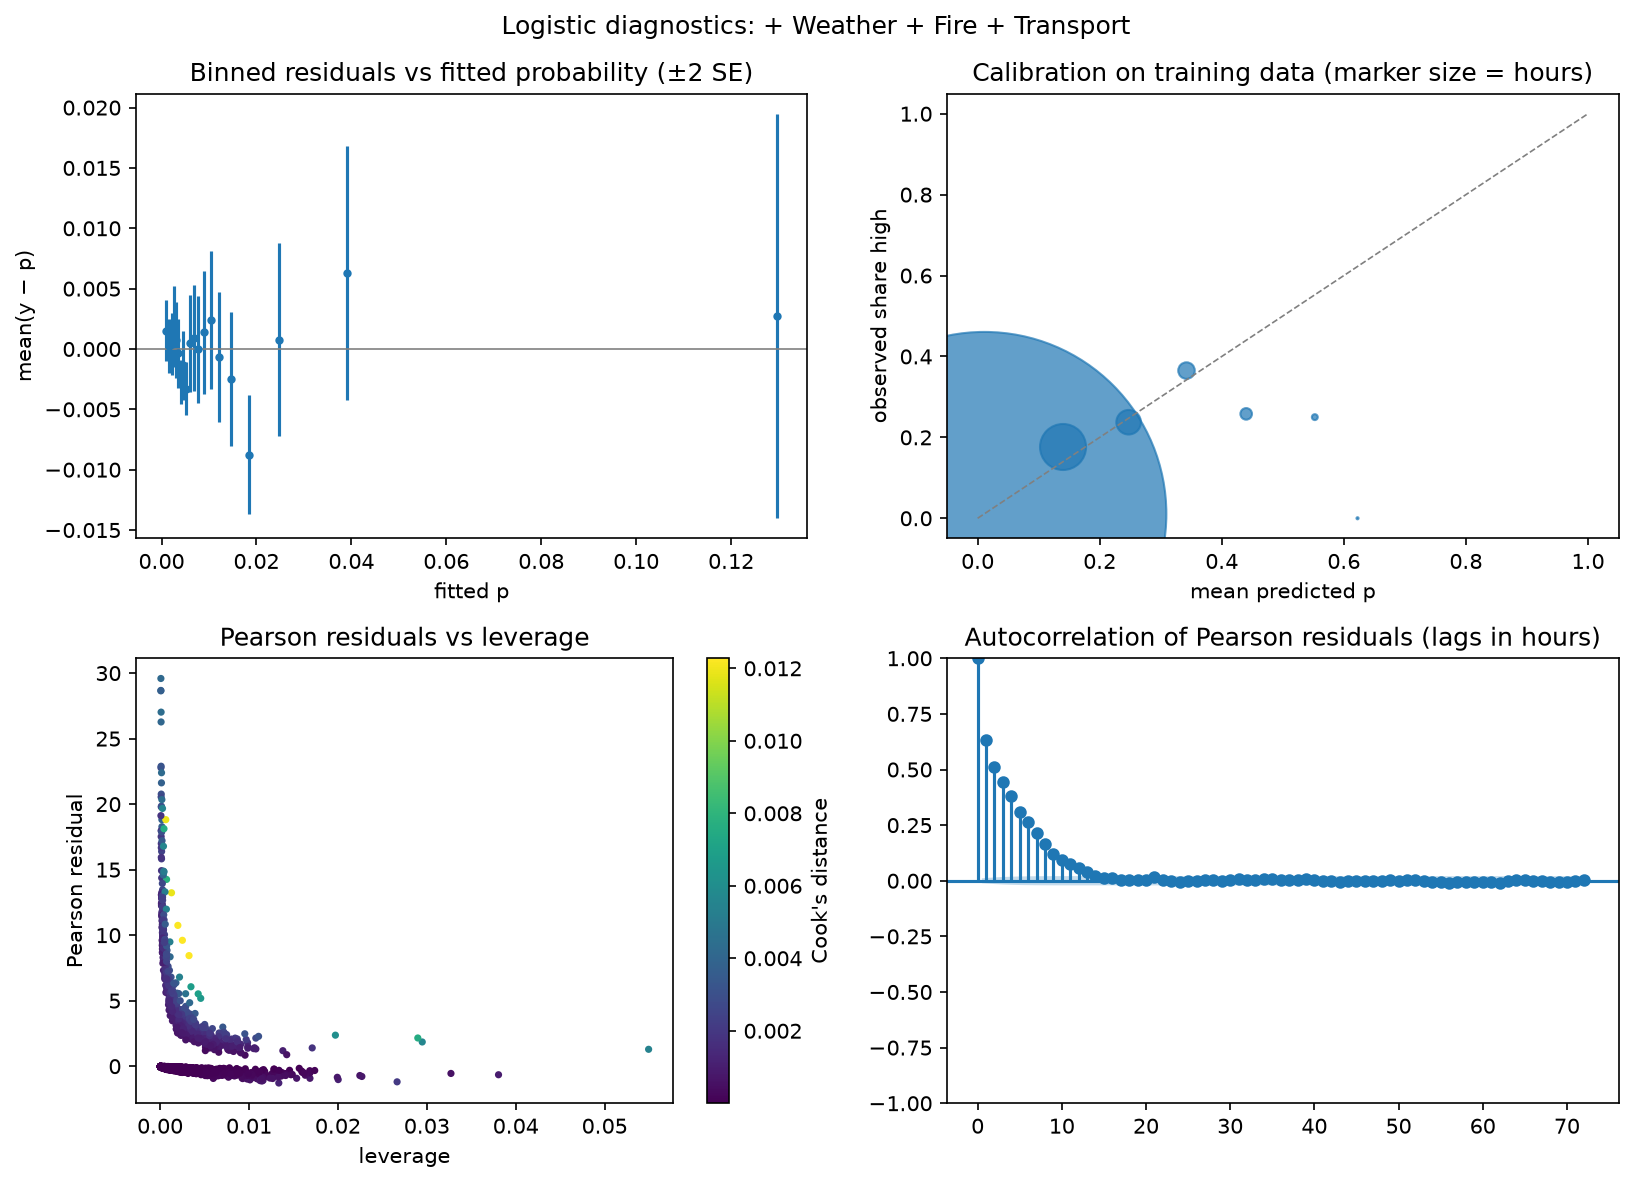 Logistic diagnostics: + Weather + Fire + Transport
Binned residuals vs fitted probability (±2 SE)
0.020
0.015
0.010
0.005
0.000
−0.005
−0.010
−0.015
mean(y − p)
0.00 0.02 0.04 0.06 0.08 0.10 0.12
fitted p
Calibration on training data (marker size = hours)
1.0
0.8
0.6
0.4
0.2
0.0
observed share high
0.0 0.2 0.4 0.6 0.8 1.0
mean predicted p
Pearson residuals vs leverage
30
25
20
15
10
5
0
Pearson residual
0.00 0.01 0.02 0.03 0.04 0.05
leverage
0.012
0.010
0.008
0.006
0.004
0.002
Cook's distance
Autocorrelation of Pearson residuals (lags in hours)
1.00
0.75
0.50
0.25
0.00
−0.25
−0.50
−0.75
−1.00
0 10 20 30 40 50 60 70